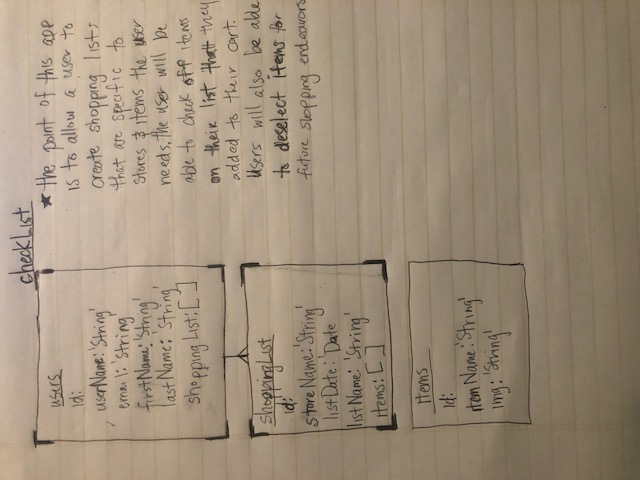 checkList
users
id:
userName: 'String'
email: 'String
firstName: 'String'
lastName: 'String'
shoppingList: [ ]
shoppingList
id:
storeName: 'String'
listDate: 'Date
listName: 'String'
items: [ ]
items
id:
itemName: 'String'
img: 'String'
★ the point of this app
is to allow a user to
create shopping lists
that are specific to
stores & items the user
needs. the user will be
able to check off items
on their list that they
added to their cart.
users will also be able
to deselect items for
future shopping endeavors